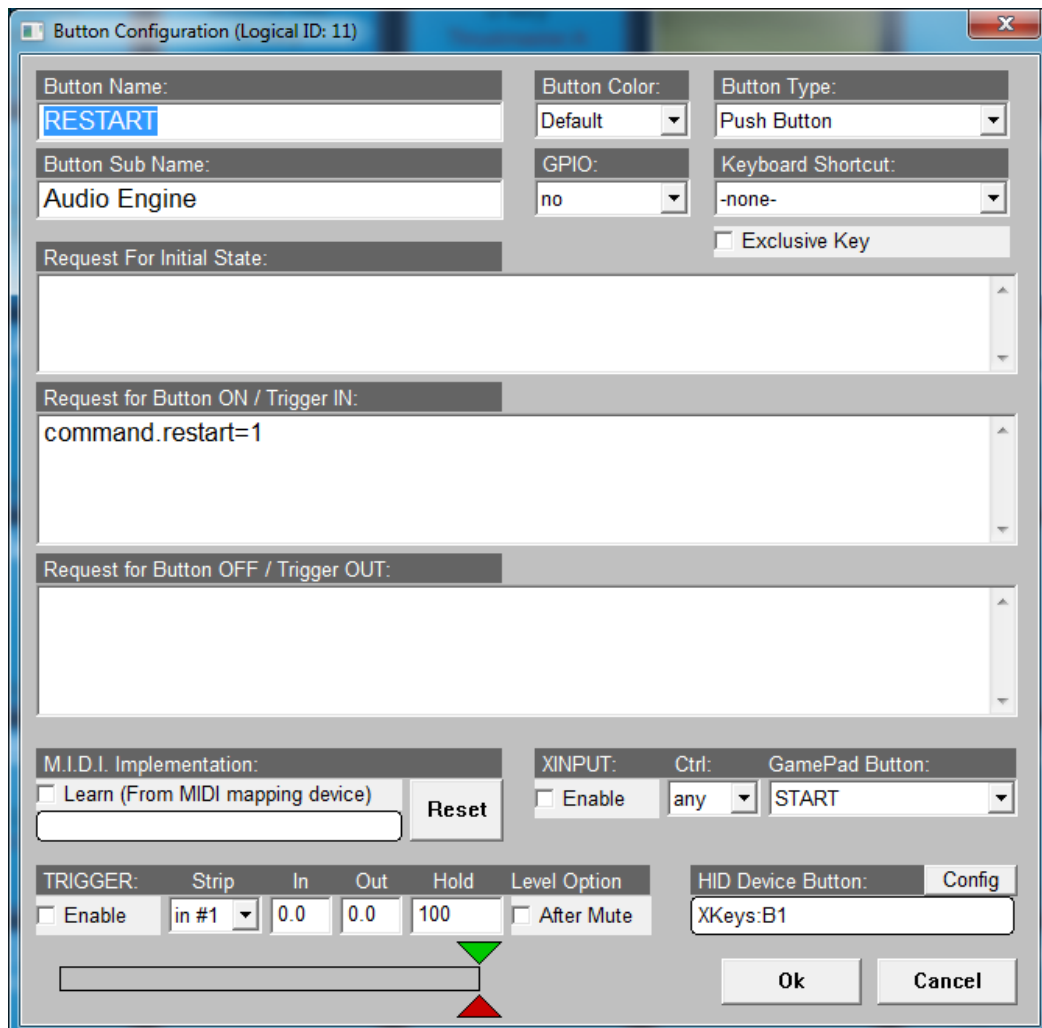 Button Configuration (Logical ID: 11)
x
Button Name:
Button Color:
Button Type:
RESTART
Default
Push Button
Button Sub Name:
GPIO:
Keyboard Shortcut:
Audio Engine
no
-none-
Exclusive Key
Request For Initial State:
Request for Button ON / Trigger IN:
command.restart=1
Request for Button OFF / Trigger OUT:
M.I.D.I. Implementation:
XINPUT: Ctrl: GamePad Button:
Learn (From MIDI mapping device)
Reset
Enable
any
START
TRIGGER: Strip In Out Hold Level Option
HID Device Button:
Config
Enable
in #1
0.0
0.0
100
After Mute
XKeys:B1
Ok
Cancel